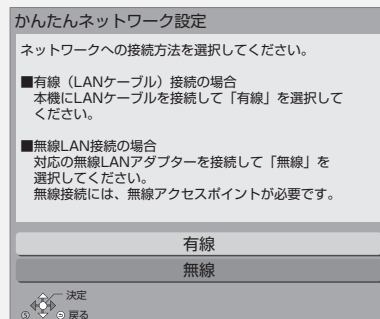 かんたんネットワーク設定
ネットワークへの接続方法を選択してください。
■有線（LANケーブル）接続の場合
本機にLANケーブルを接続して「有線」を選択して
ください。
■無線LAN接続の場合
対応の無線LANアダプターを接続して「無線」を
選択してください。
無線接続には、無線アクセスポイントが必要です。
有線
無線
決定
戻る